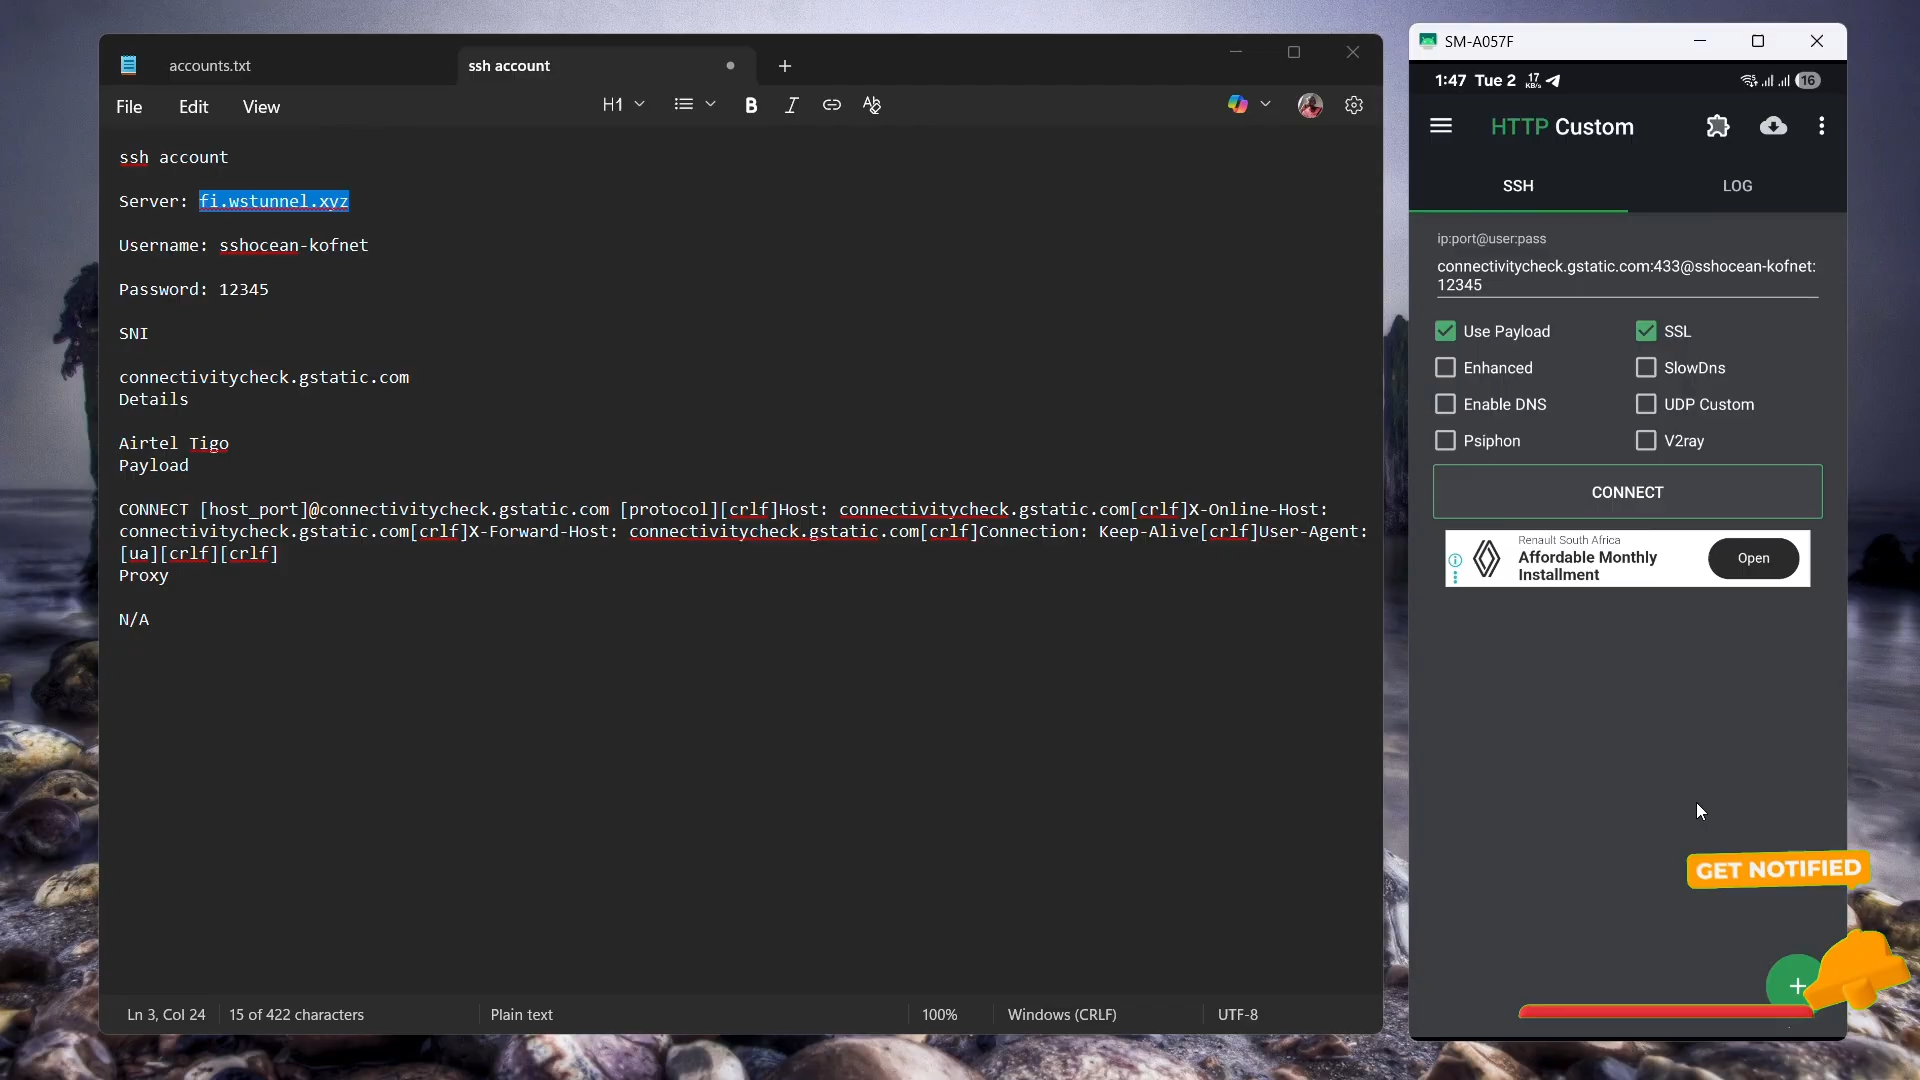 accounts.txt
ssh account
+
File Edit View
H1
B I
ssh account
Server: fi.wstunnel.xyz
Username: sshocean-kofnet
Password: 12345
SNI
connectivitycheck.gstatic.com
Details
Airtel Tigo
Payload
CONNECT [host_port]@connectivitycheck.gstatic.com [protocol][crlf]Host: connectivitycheck.gstatic.com[crlf]X-Online-Host:
connectivitycheck.gstatic.com[crlf]X-Forward-Host: connectivitycheck.gstatic.com[crlf]Connection: Keep-Alive[crlf]User-Agent:
[ua][crlf][crlf]
Proxy
N/A
Ln 3, Col 24 15 of 422 characters Plain text 100% Windows (CRLF) UTF-8
SM-A057F
1:47 Tue 2 17 KB/s 16
HTTP Custom
SSH LOG
ip:port@user:pass
connectivitycheck.gstatic.com:433@sshocean-kofnet:
12345
Use Payload SSL
Enhanced SlowDns
Enable DNS UDP Custom
Psiphon V2ray
CONNECT
Renault South Africa
Affordable Monthly
Installment
Open
GET NOTIFIED
+